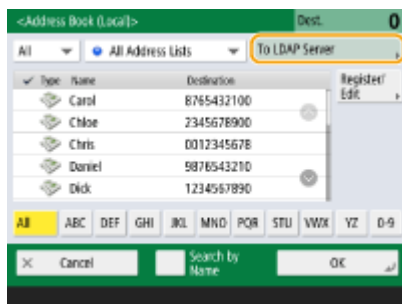 <Address Book (Local)> Dest. 0
All All Address Lists To LDAP Server
✓ Type Name Destination Register/
Edit
Carol 8765432100
Chloe 2345678900
Chris 0012345678
Daniel 9876543210
Dick 1234567890
All ABC DEF GHI JKL MNO PQR STU VWX YZ 0-9
× Cancel Search by
Name OK